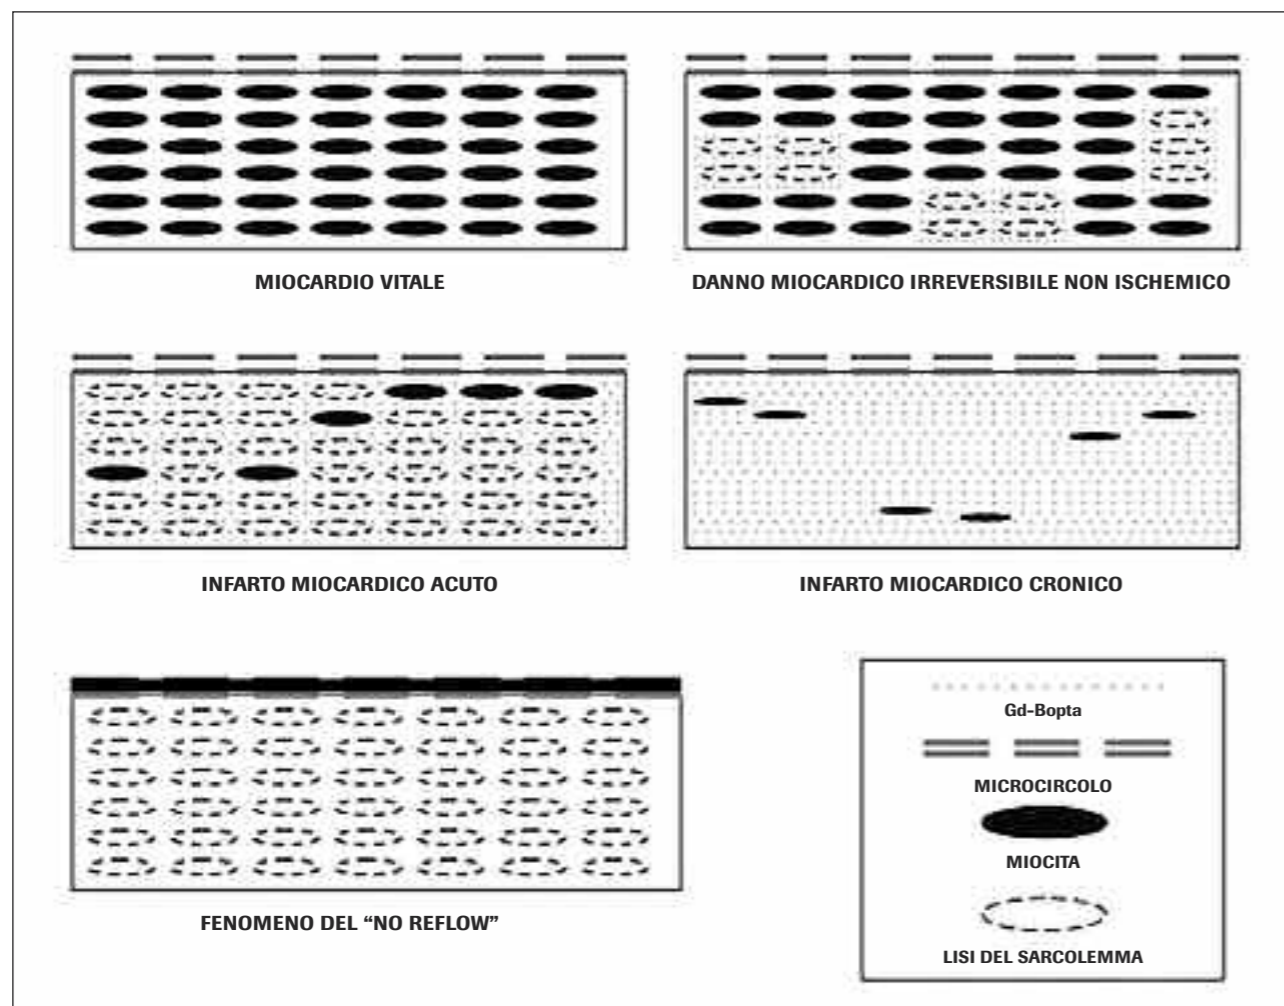 MIOCARDIO VITALE
DANNO MIOCARDICO IRREVERSIBILE NON ISCHEMICO
INFARTO MIOCARDICO ACUTO
INFARTO MIOCARDICO CRONICO
FENOMENO DEL “NO REFLOW”
Gd-Bopta
MICROCIRCOLO
MIOCITA
LISI DEL SARCOLEMMA